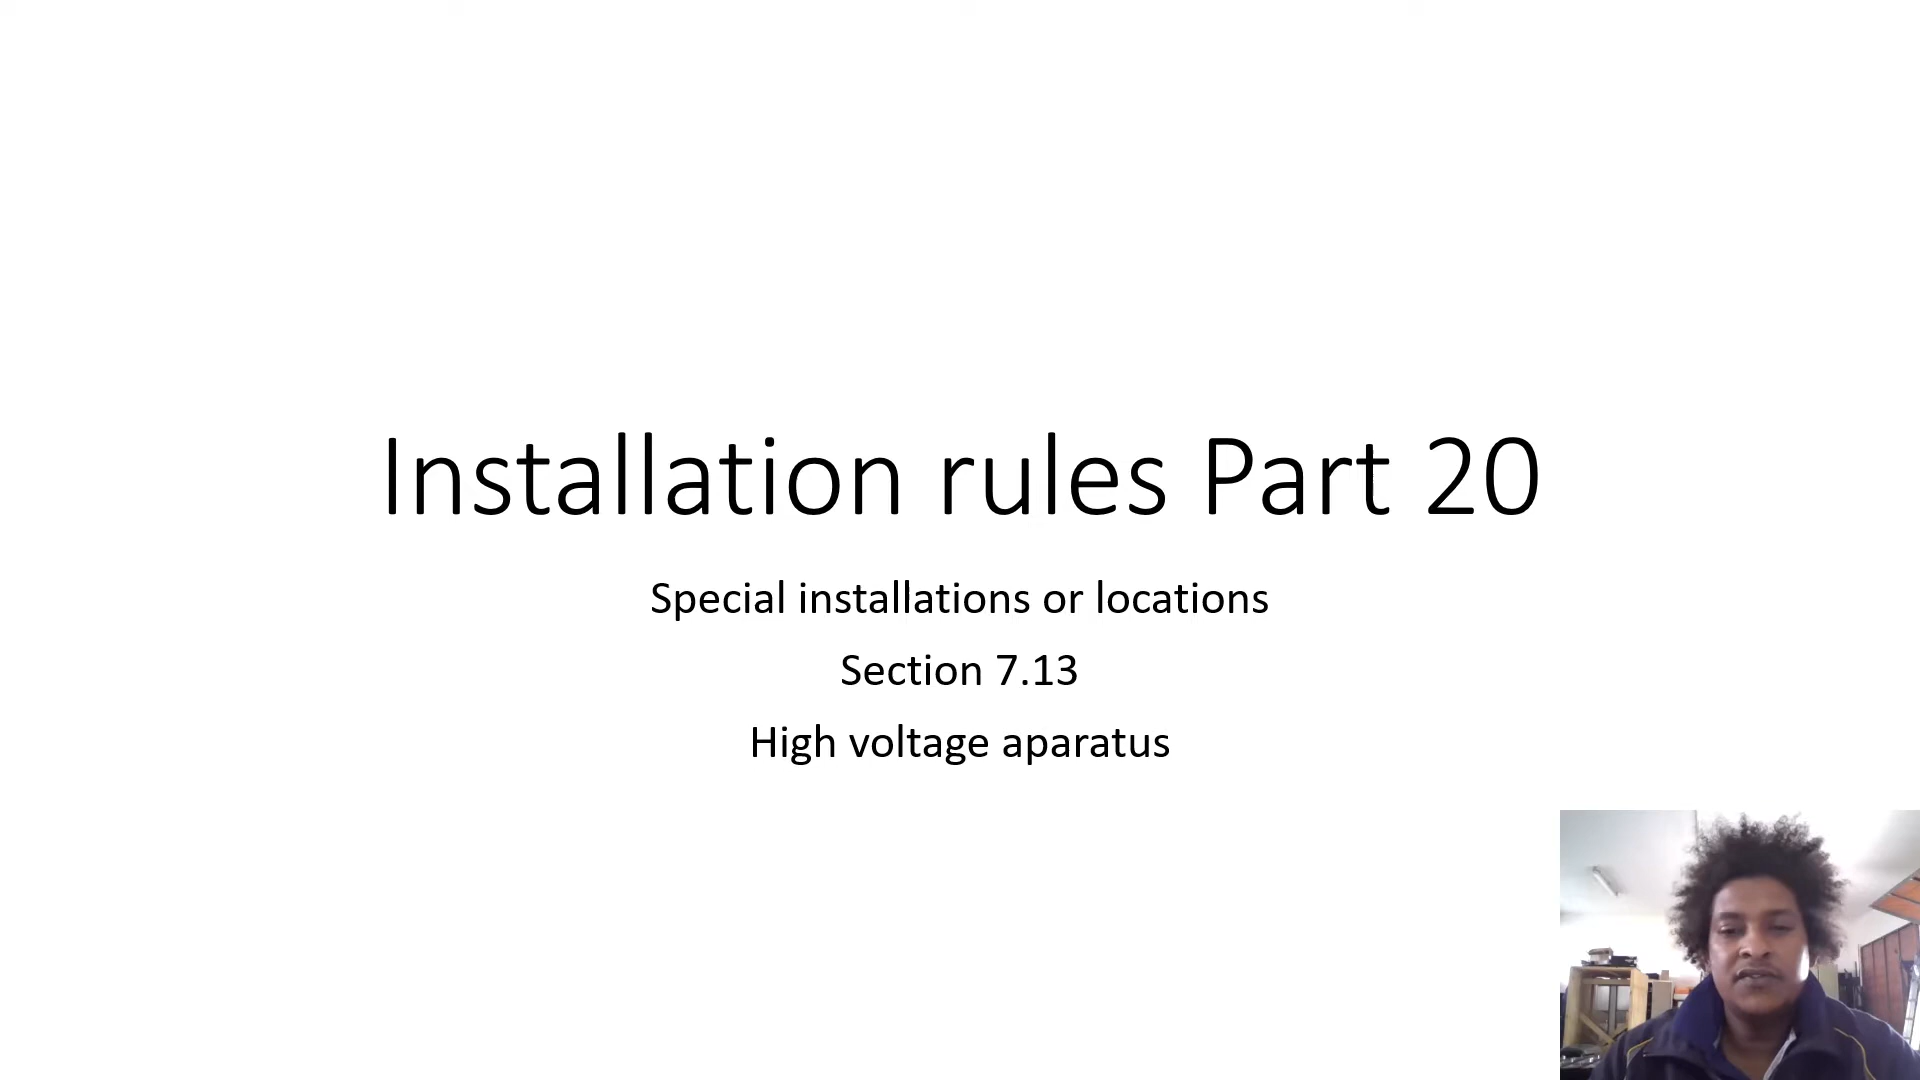 Installation rules Part 20
Special installations or locations
Section 7.13
High voltage aparatus